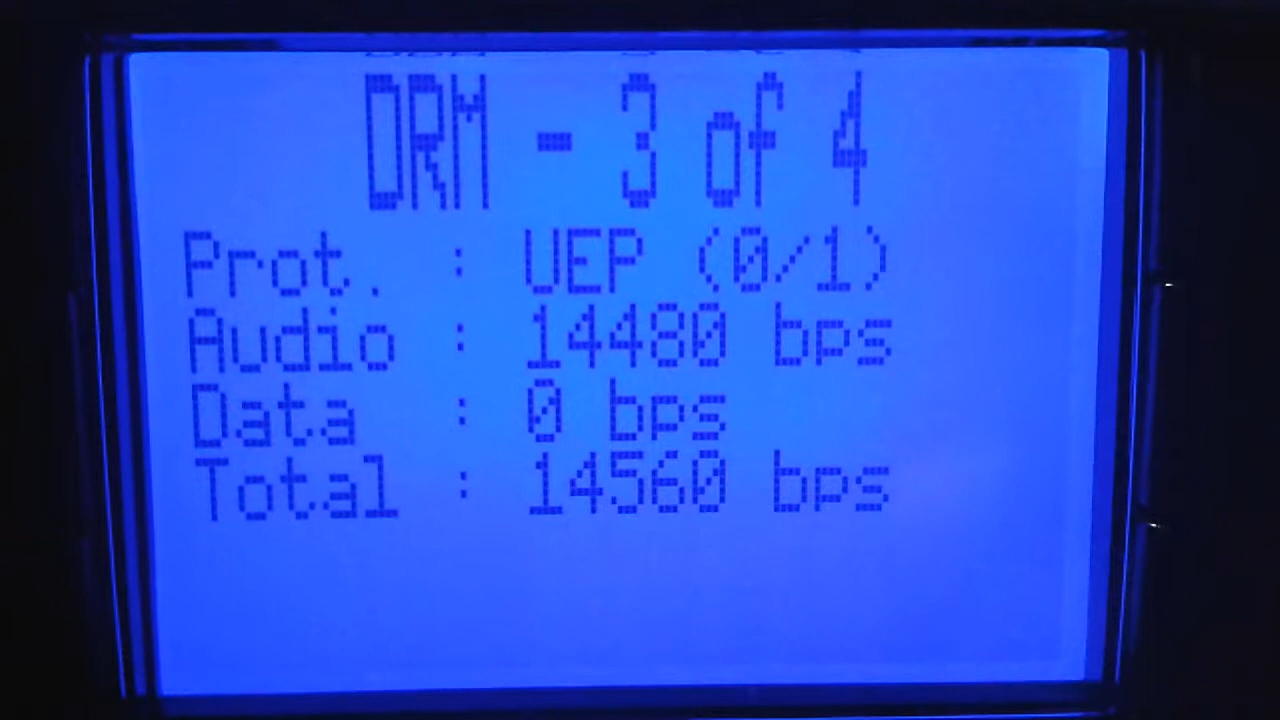 DRM - 3 of 4
Prot. : UEP (0/1)
Audio : 14480 bps
Data : 0 bps
Total : 14560 bps